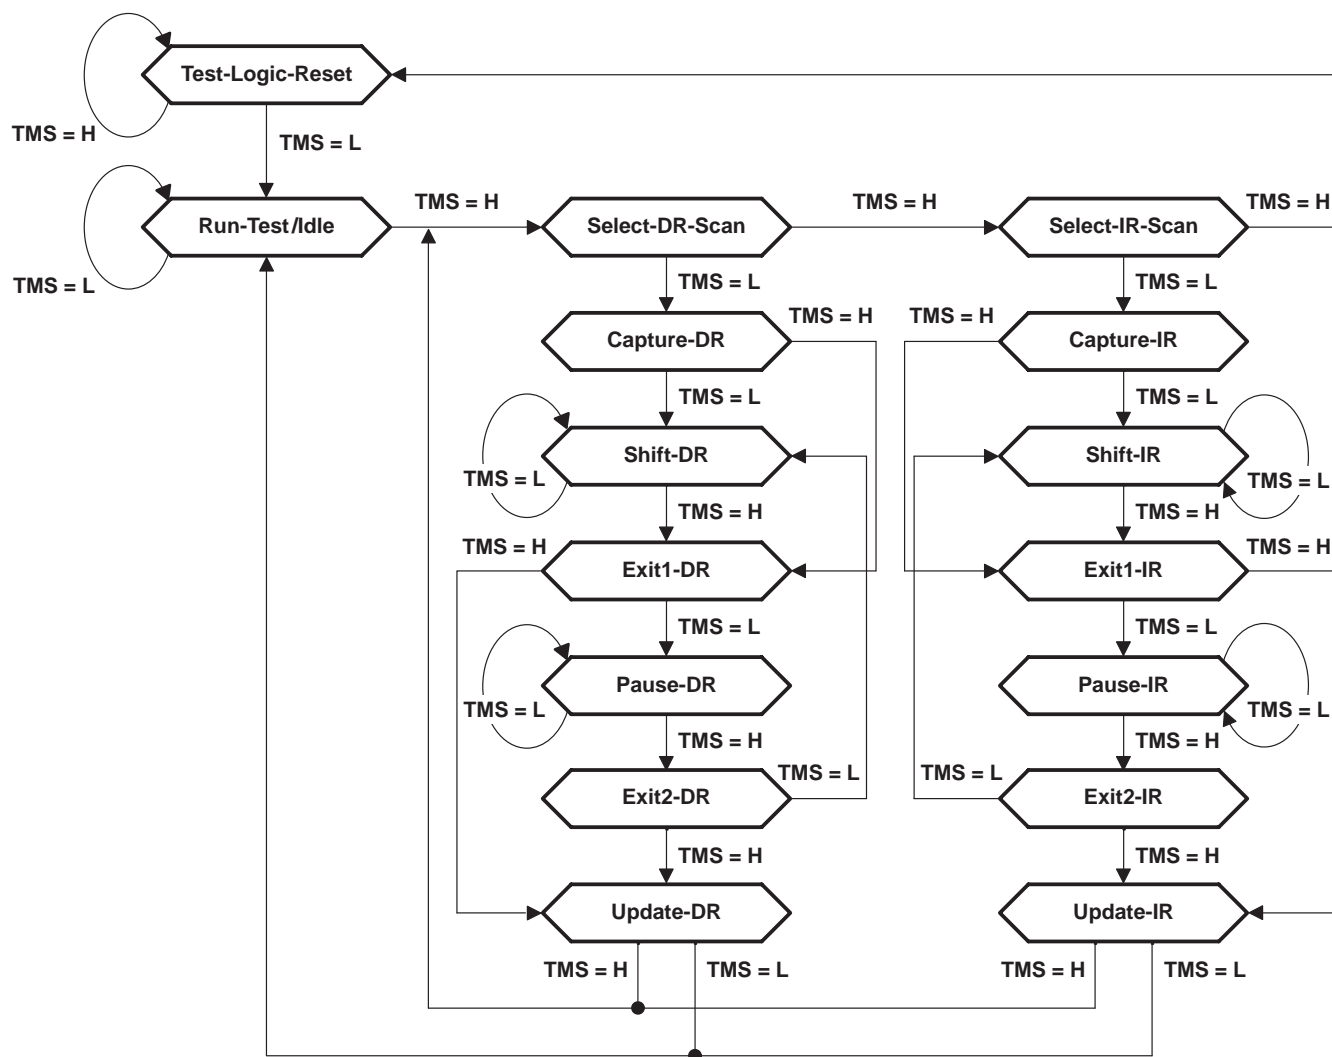 Test-Logic-Reset
TMS = H
TMS = L
Run-Test/Idle
TMS = L
TMS = H
Select-DR-Scan
TMS = H
Select-IR-Scan
TMS = H
TMS = L
TMS = L
Capture-DR
TMS = H
TMS = H
Capture-IR
TMS = L
TMS = L
Shift-DR
TMS = L
Shift-IR
TMS = L
TMS = H
TMS = H
TMS = H
Exit1-DR
Exit1-IR
TMS = H
TMS = L
TMS = L
Pause-DR
TMS = L
Pause-IR
TMS = L
TMS = H
TMS = H
Exit2-DR
TMS = L
TMS = L
Exit2-IR
TMS = H
TMS = H
Update-DR
Update-IR
TMS = H
TMS = L
TMS = H
TMS = L